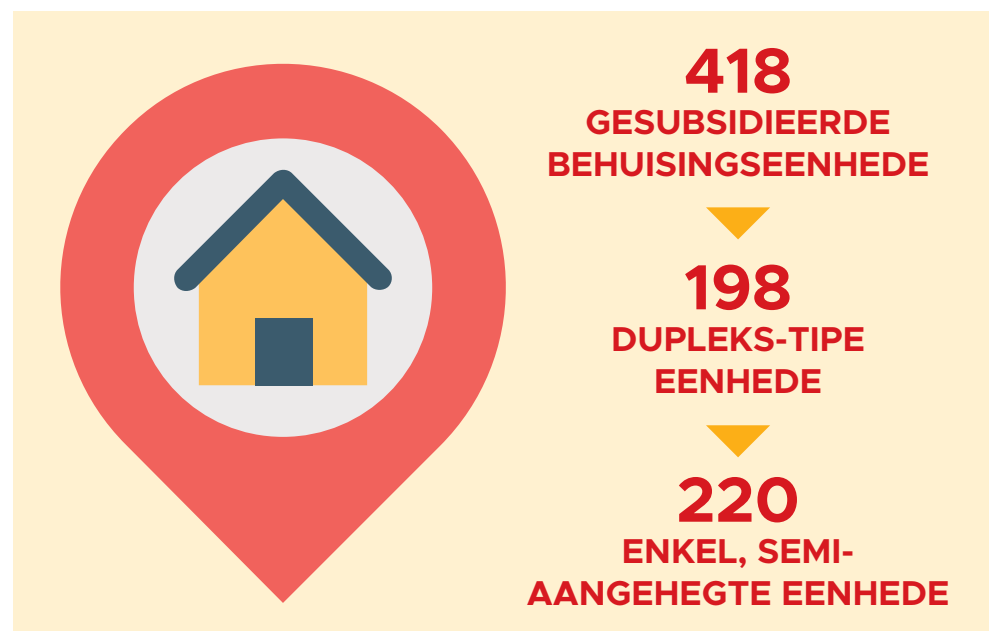 418
GESUBSIDIEERDE
BEHUISINGSEENHEDE
198
DUPLEKS-TIPE
EENHEDE
220
ENKEL, SEMI-
AANGEHEGTE EENHEDE